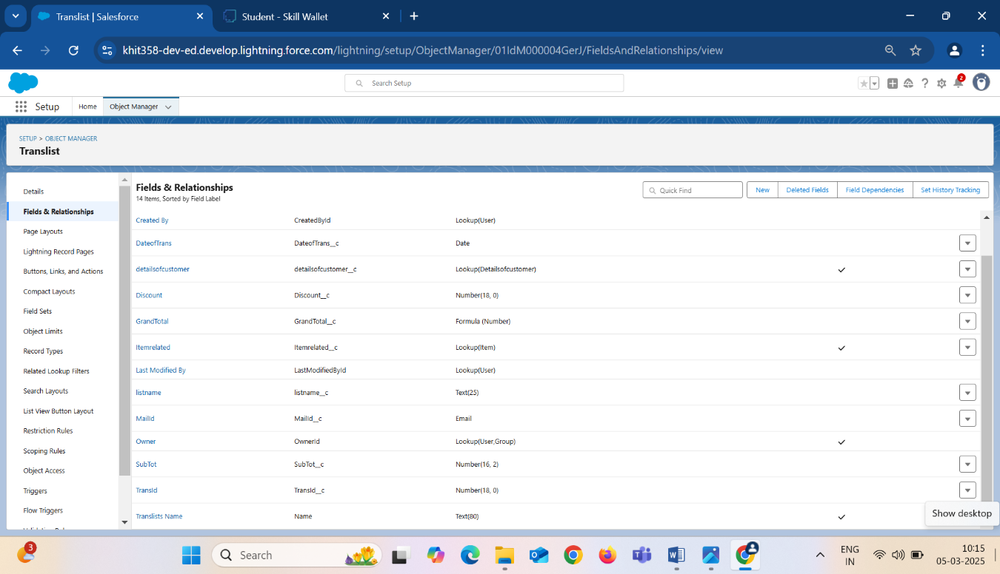 Translist | Salesforce
Student - Skill Wallet
khit358-dev-ed.develop.lightning.force.com/lightning/setup/ObjectManager/01IdM000004GerJ/FieldsAndRelationships/view
Search Setup
2
Setup
Home
Object Manager
SETUP > OBJECT MANAGER
Translist
Details
Fields & Relationships
Page Layouts
Lightning Record Pages
Buttons, Links, and Actions
Compact Layouts
Field Sets
Object Limits
Record Types
Related Lookup Filters
Search Layouts
List View Button Layout
Restriction Rules
Scoping Rules
Object Access
Triggers
Flow Triggers
Fields & Relationships
14 Items, Sorted by Field Label
Quick Find
New
Deleted Fields
Field Dependencies
Set History Tracking
Created By CreatedById Lookup(User)
DateofTrans DateofTrans__c Date
detailsofcustomer detailsofcustomer__c Lookup(Detailsofcustomer)
Discount Discount__c Number(18, 0)
GrandTotal GrandTotal__c Formula (Number)
Itemrelated Itemrelated__c Lookup(Item)
Last Modified By LastModifiedById Lookup(User)
listname listname__c Text(25)
MailId MailId__c Email
Owner OwnerId Lookup(User,Group)
SubTot SubTot__c Number(16, 2)
TransId TransId__c Number(18, 0)
Translists Name Name Text(80)
Show desktop
3
Search
ENG
IN
10:15
05-03-2025